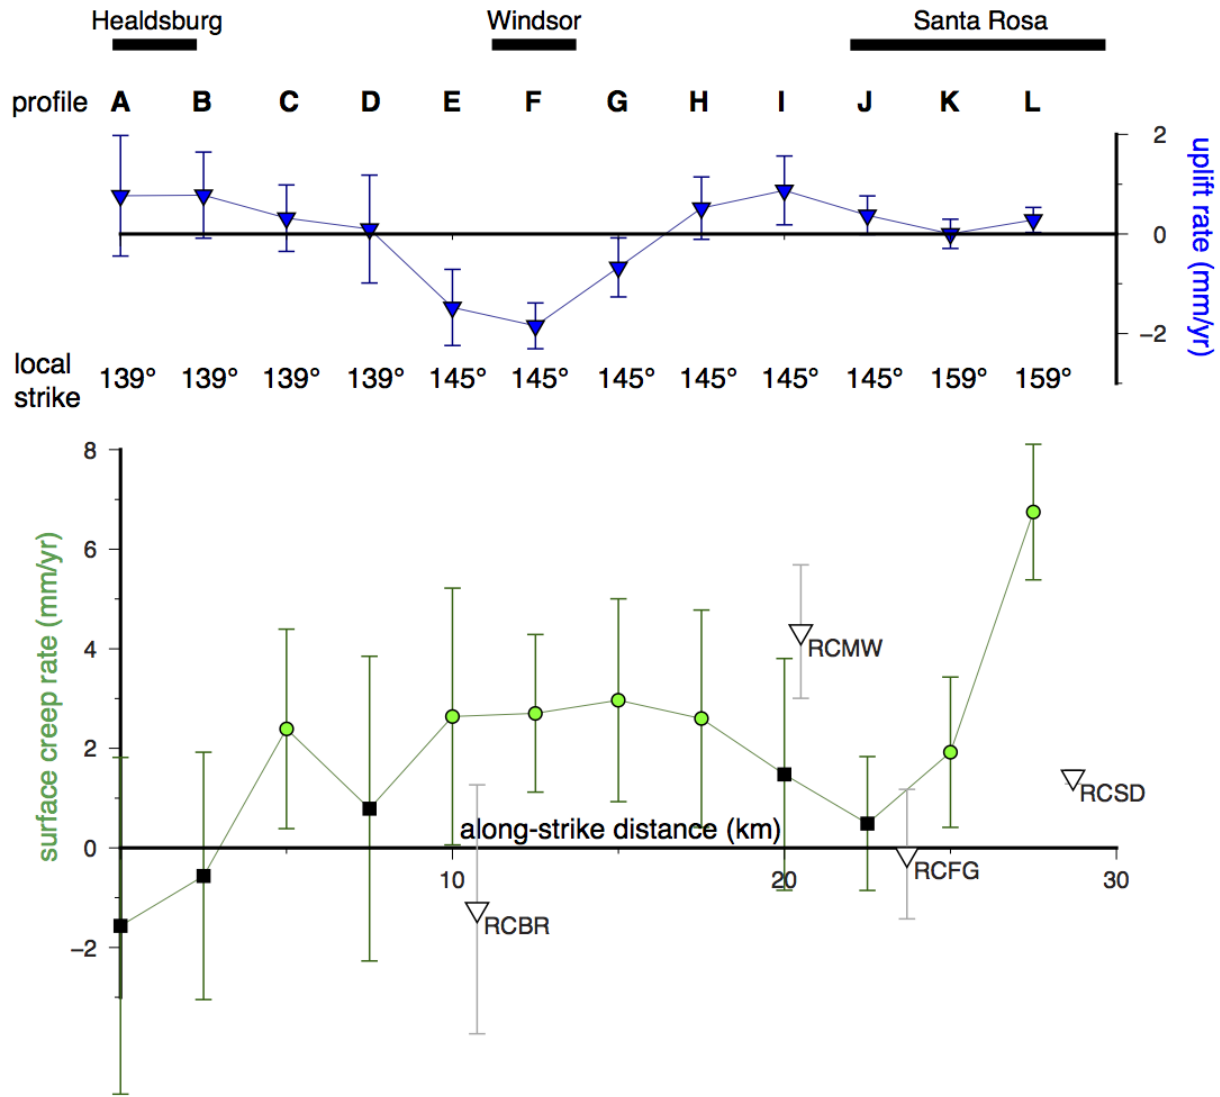 Healdsburg Windsor Santa Rosa
profile A B C D E F G H I J K L
2
0
−2
uplift rate (mm/yr)
local
strike
139° 139° 139° 139° 145° 145° 145° 145° 145° 145° 159° 159°
8
6
4
2
0
−2
surface creep rate (mm/yr)
RCMW
RCSD
along-strike distance (km)
10 20 30
RCFG
RCBR